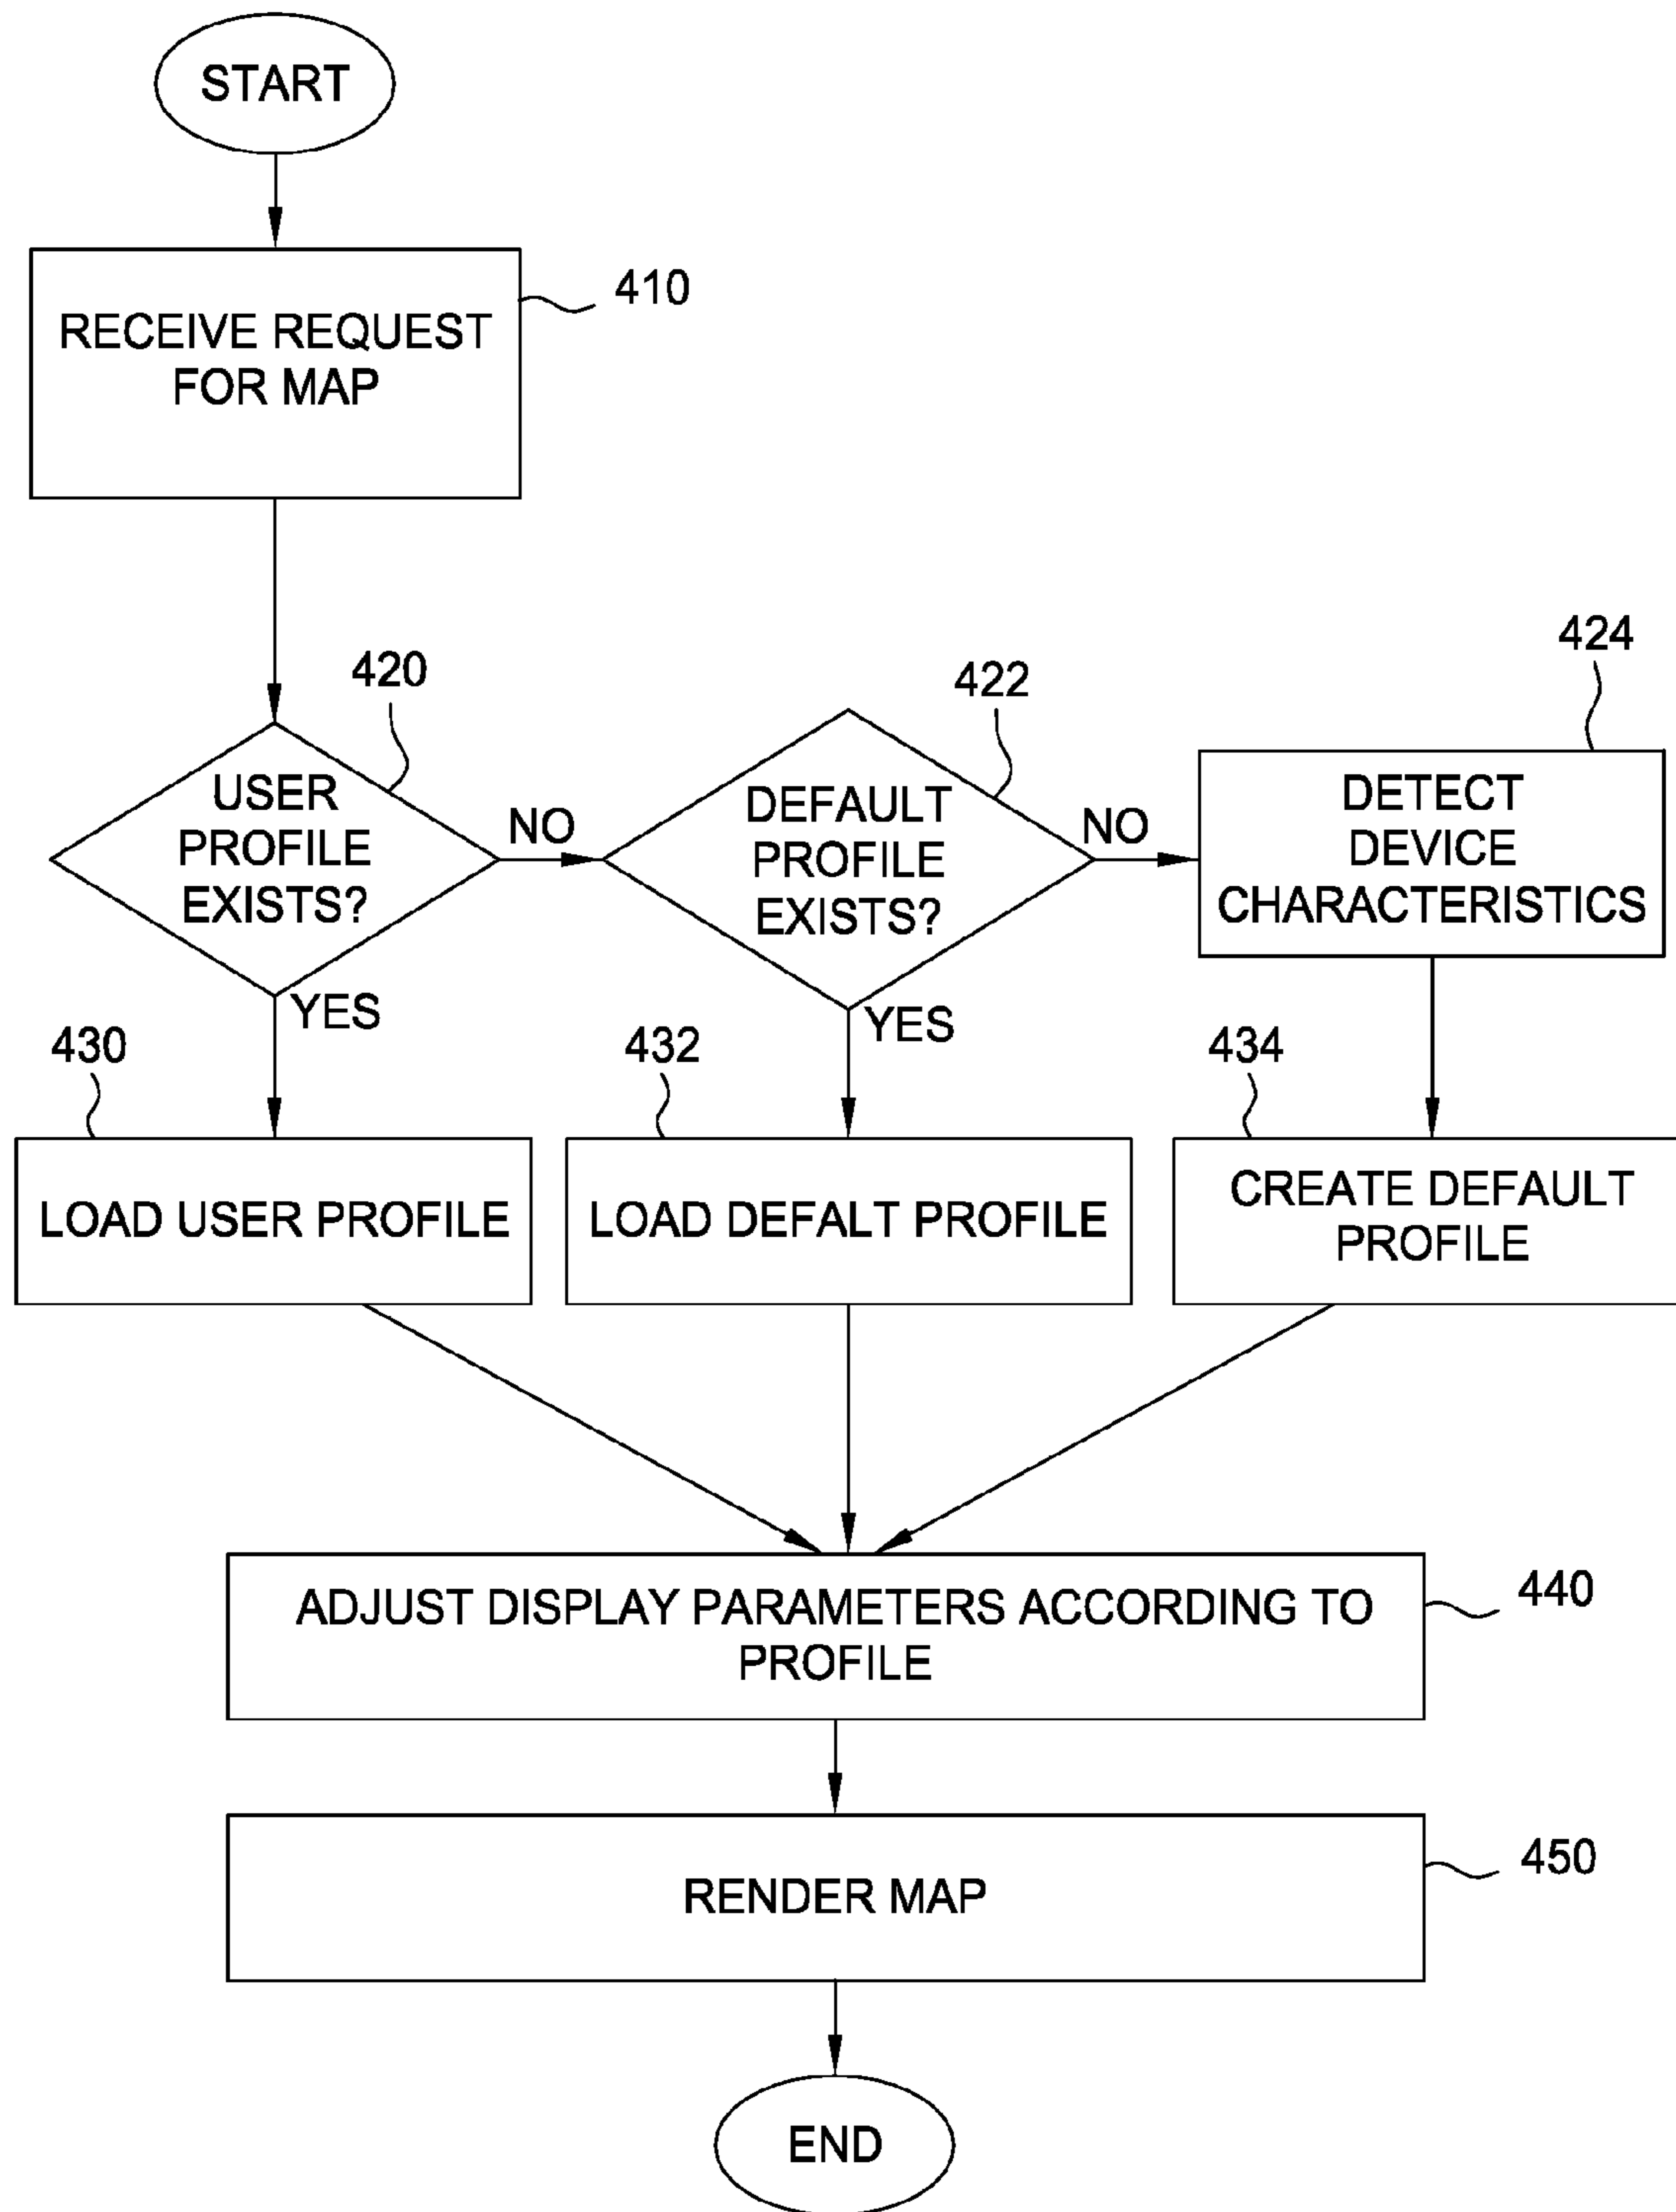 START
RECEIVE REQUEST
FOR MAP
410
420
422
424
USER
PROFILE
EXISTS?
NO
DEFAULT
PROFILE
EXISTS?
NO
DETECT
DEVICE
CHARACTERISTICS
YES
YES
430
432
434
LOAD USER PROFILE
LOAD DEFALT PROFILE
CREATE DEFAULT
PROFILE
ADJUST DISPLAY PARAMETERS ACCORDING TO
PROFILE
440
RENDER MAP
450
END